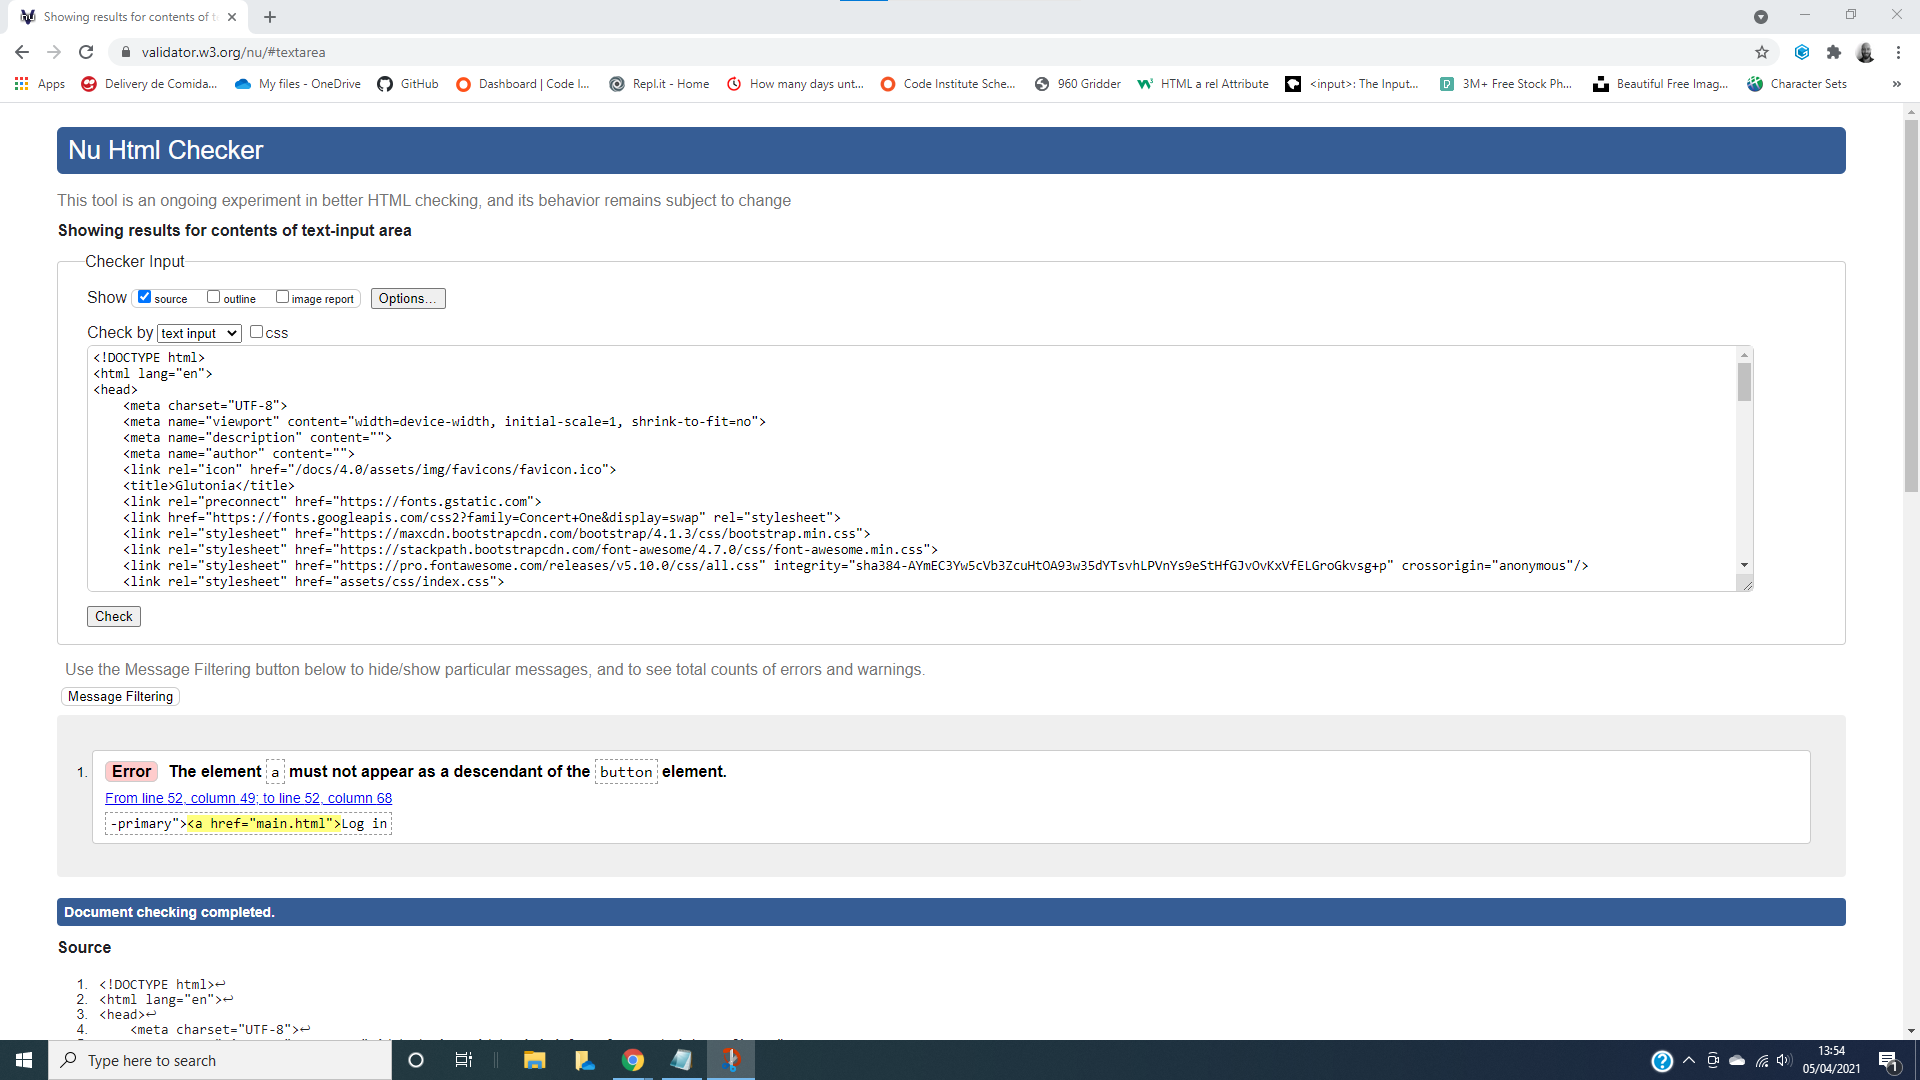 Showing results for contents of t
validator.w3.org/nu/#textarea
Apps Delivery de Comida... My files - OneDrive GitHub Dashboard | Code I... Repl.it - Home How many days unt... Code Institute Sche... 960 Gridder HTML a rel Attribute <input>: The Input... 3M+ Free Stock Ph... Beautiful Free Imag... Character Sets »
Nu Html Checker
This tool is an ongoing experiment in better HTML checking, and its behavior remains subject to change
Showing results for contents of text-input area
Checker Input
Show source outline image report Options...
Check by text input css
<!DOCTYPE html>
<html lang="en">
<head>
<meta charset="UTF-8">
<meta name="viewport" content="width=device-width, initial-scale=1, shrink-to-fit=no">
<meta name="description" content="">
<meta name="author" content="">
<link rel="icon" href="/docs/4.0/assets/img/favicons/favicon.ico">
<title>Glutonia</title>
<link rel="preconnect" href="https://fonts.gstatic.com">
<link href="https://fonts.googleapis.com/css2?family=Concert+One&display=swap" rel="stylesheet">
<link rel="stylesheet" href="https://maxcdn.bootstrapcdn.com/bootstrap/4.1.3/css/bootstrap.min.css">
<link rel="stylesheet" href="https://stackpath.bootstrapcdn.com/font-awesome/4.7.0/css/font-awesome.min.css">
<link rel="stylesheet" href="https://pro.fontawesome.com/releases/v5.10.0/css/all.css" integrity="sha384-AYmEC3Yw5cVb3ZcuHtOA93w35dYTsvhLPVnYs9eStHfGJvOvKxVfELGroGkvsg+p" crossorigin="anonymous"/>
<link rel="stylesheet" href="assets/css/index.css">
Check
Use the Message Filtering button below to hide/show particular messages, and to see total counts of errors and warnings.
Message Filtering
1. Error The element a must not appear as a descendant of the button element.
From line 52, column 49; to line 52, column 68
-primary"><a href="main.html">Log in
Document checking completed.
Source
1. <!DOCTYPE html>↩
2. <html lang="en">↩
3. <head>↩
4. <meta charset="UTF-8">↩
Type here to search
13:54
05/04/2021
1